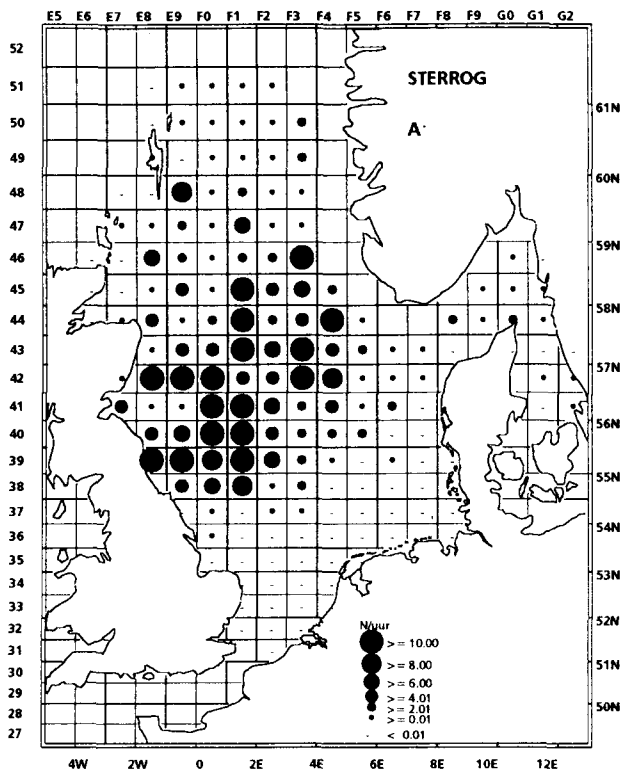 E5 E6 E7 E8 E9 F0 F1 F2 F3 F4 F5 F6 F7 F8 F9 G0 G1 G2
52
51
50
49
48
47
46
45
44
43
42
41
40
39
38
37
36
35
34
33
32
31
30
29
28
27
STERROG
A
61N
60N
59N
58N
57N
56N
55N
54N
53N
52N
51N
50N
N/uur
>= 10.00
>= 8.00
>= 6.00
>= 4.01
>= 2.01
>= 0.01
< 0.01
4W 2W 0 2E 4E 6E 8E 10E 12E